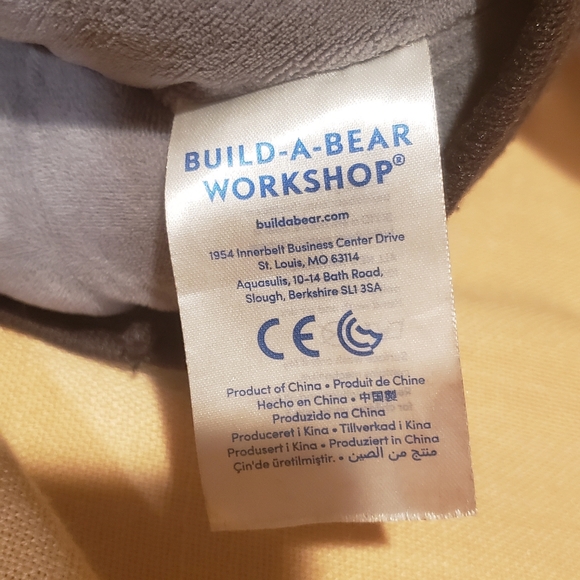 BUILD-A-BEAR
WORKSHOP®
buildabear.com
1954 Innerbelt Business Center Drive
St. Louis, MO 63114
Aquasulis, 10-14 Bath Road,
Slough, Berkshire SL1 3SA
CE
Product of China • Produit de Chine
Hecho en China • 中国製
Produzido na China
Produceret i Kina • Tillverkad i Kina
Produsert i Kina • Produziert in China
Çin'de üretilmiştir. • منتج من الصين